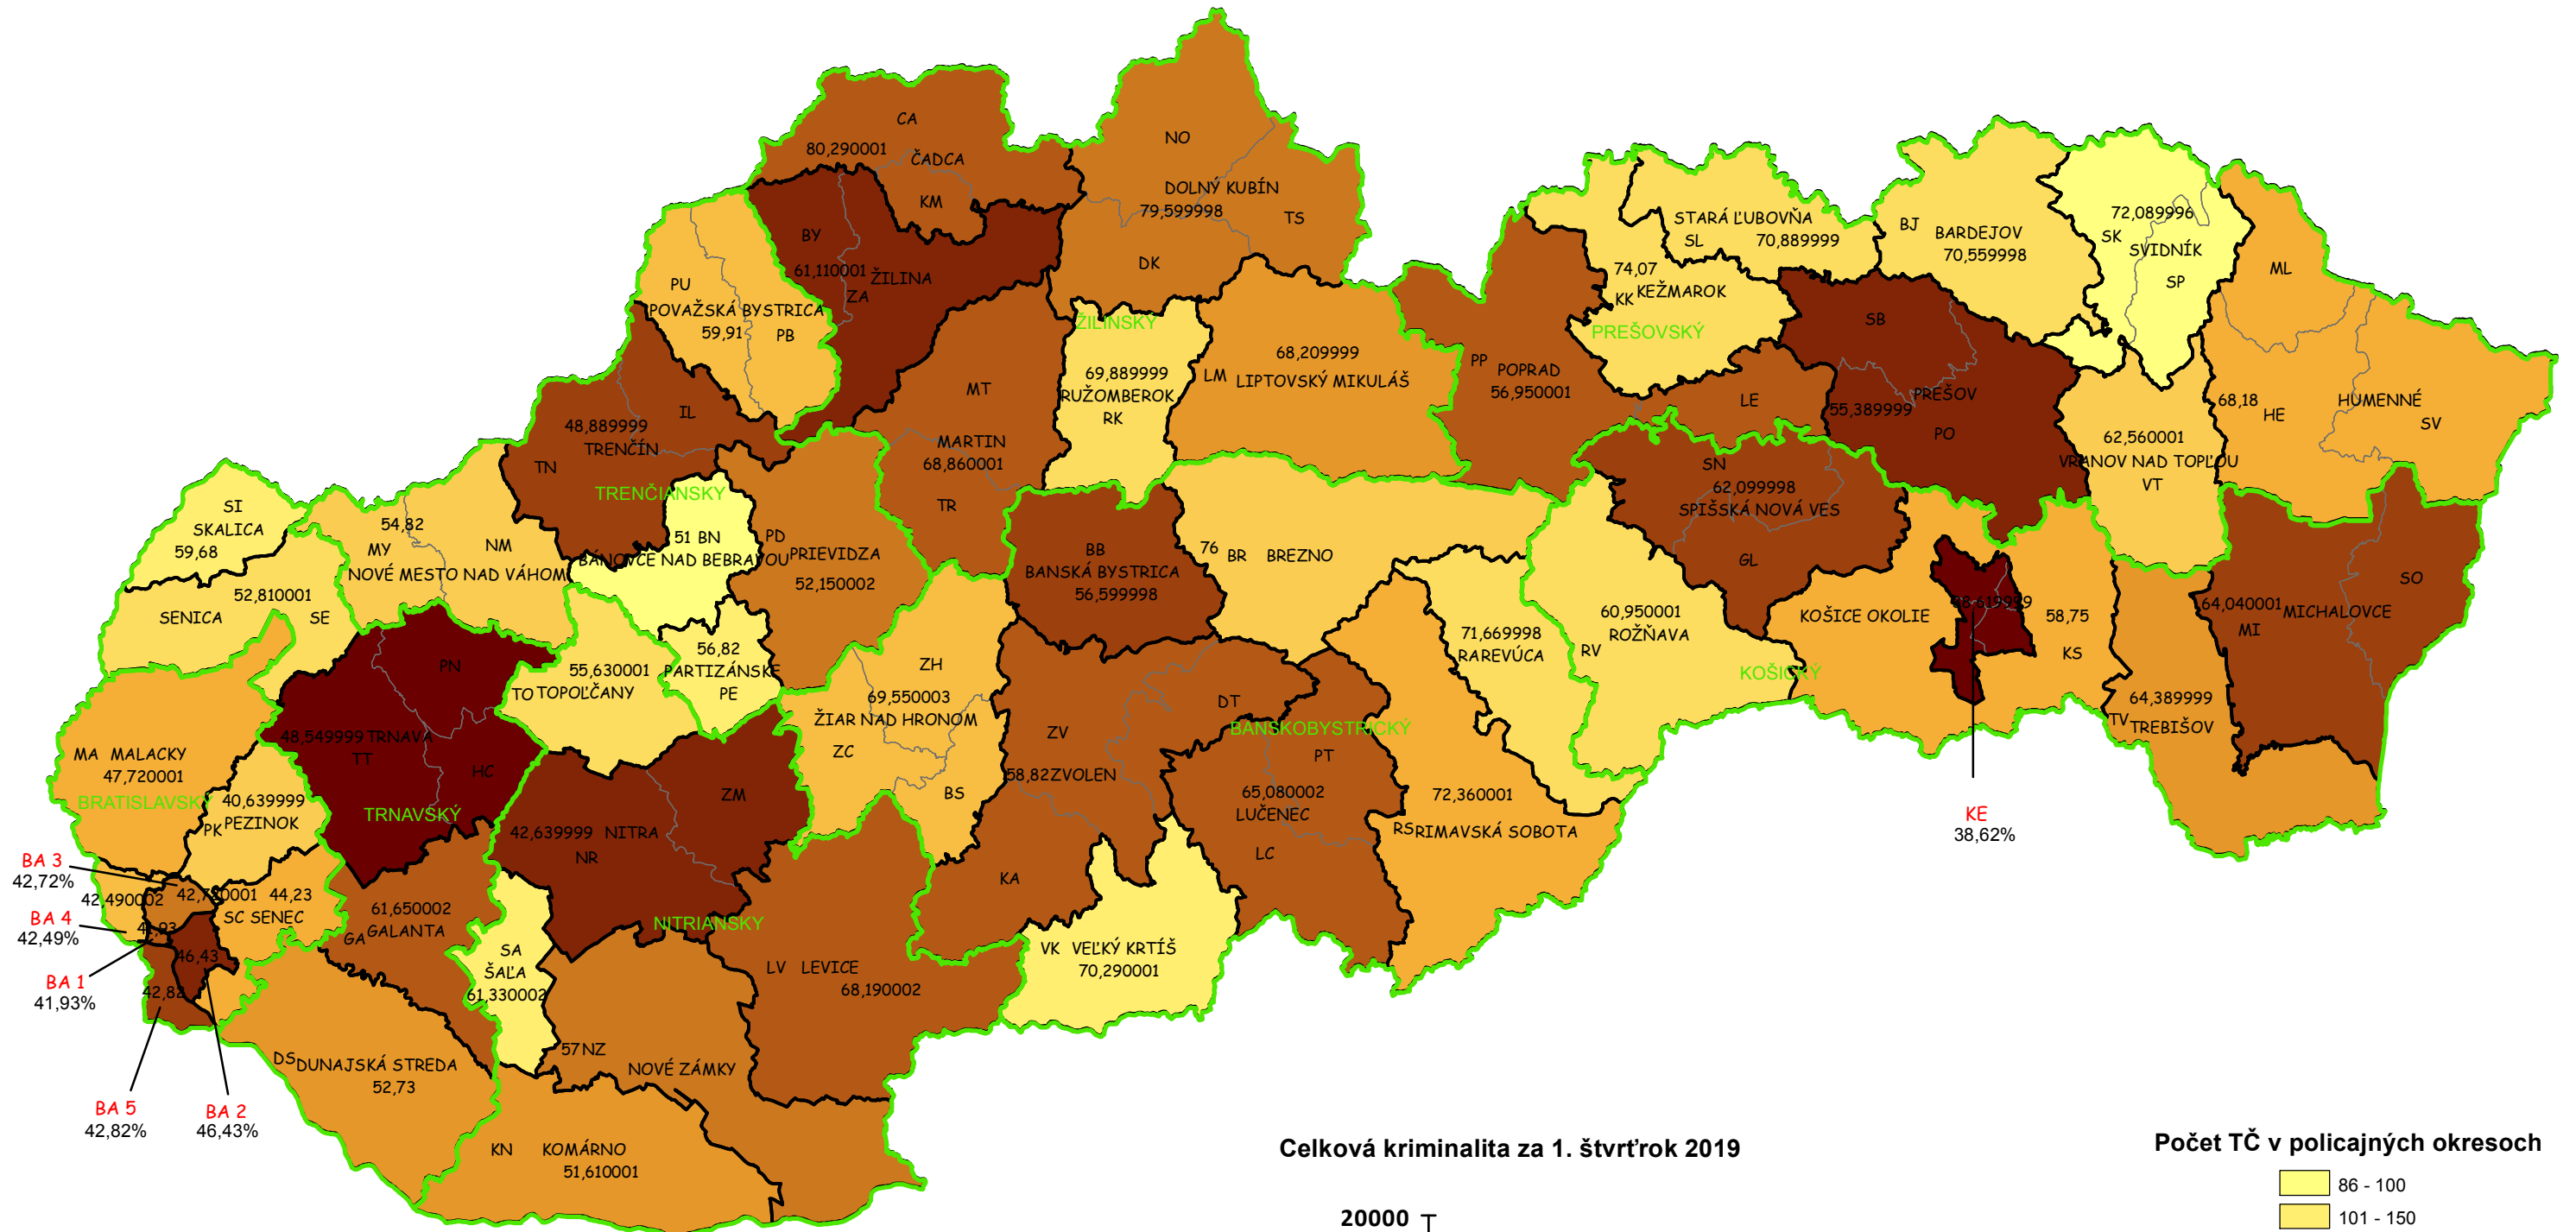 CA
80,290001
ČADCA
KM
NO
DOLNÝ KUBÍN
79,599998
TS
DK
BY
61,110001
ŽILINA
ZA
PU
POVAŽSKÁ BYSTRICA
59,91
PB
ŽILINSKÝ
MT
MARTIN
68,860001
TR
69,889999
RUŽOMBEROK
RK
68,209999
LM
LIPTOVSKÝ MIKULÁŠ
PP
POPRAD
56,950001
LE
STARÁ ĽUBOVŇA
SL
70,889999
74,07
KK
KEŽMAROK
PREŠOVSKÝ
BJ
BARDEJOV
70,559998
72,089996
SK
SVIDNÍK
SP
ML
SB
PREŠOV
55,389999
PO
68,18
HE
HUMENNÉ
SV
62,560001
VRANOV NAD TOPĽOU
VT
IL
48,889999
TRENČÍN
TN
TRENČIANSKY
SI
SKALICA
59,68
54,82
MY
NM
NOVÉ MESTO NAD VÁHOM
51 BN
BÁNOVCE NAD BEBRAVOU
PD
PRIEVIDZA
52,150002
52,810001
SENICA
SE
BB
BANSKÁ BYSTRICA
56,599998
76
BR
BREZNO
SN
62,099998
SPIŠSKÁ NOVÁ VES
GL
71,669998
RAREVÚCA
60,950001
ROŽŇAVA
RV
KOŠICKÝ
KOŠICE OKOLIE
58,75
KS
64,040001
MICHALOVCE
MI
SO
64,389999
TV
TREBIŠOV
PN
48,549999 TRNAVA
TT
HC
TRNAVSKÝ
55,630001
TO
TOPOĽČANY
56,82
PARTIZÁNSKE
PE
ZH
69,550003
ŽIAR NAD HRONOM
ZC
BS
ZV
DT
BANSKOBYSTRICKÝ
PT
58,82
ZVOLEN
65,080002
LUČENEC
LC
72,360001
RS
RIMAVSKÁ SOBOTA
MA MALACKY
47,720001
BRATISLAVSKÝ
40,639999
PK
PEZINOK
ZM
42,639999 NITRA
NR
NITRIANSKY
KE
38,62%
BA 3
42,72%
42,490002
42,720001
44,23
SC SENEC
BA 4
42,49%
46,43
BA 1
41,93%
42,82
61,650002
GA
GALANTA
SA
ŠAĽA
61,330002
KA
LV
LEVICE
68,190002
VK VEĽKÝ KRTÍŠ
70,290001
DS
DUNAJSKÁ STREDA
52,73
57
NZ
NOVÉ ZÁMKY
BA 5
42,82%
BA 2
46,43%
KN
KOMÁRNO
51,610001
Celková kriminalita za 1. štvrťrok 2019
20000
Počet TČ v policajných okresoch
86 - 100
101 - 150